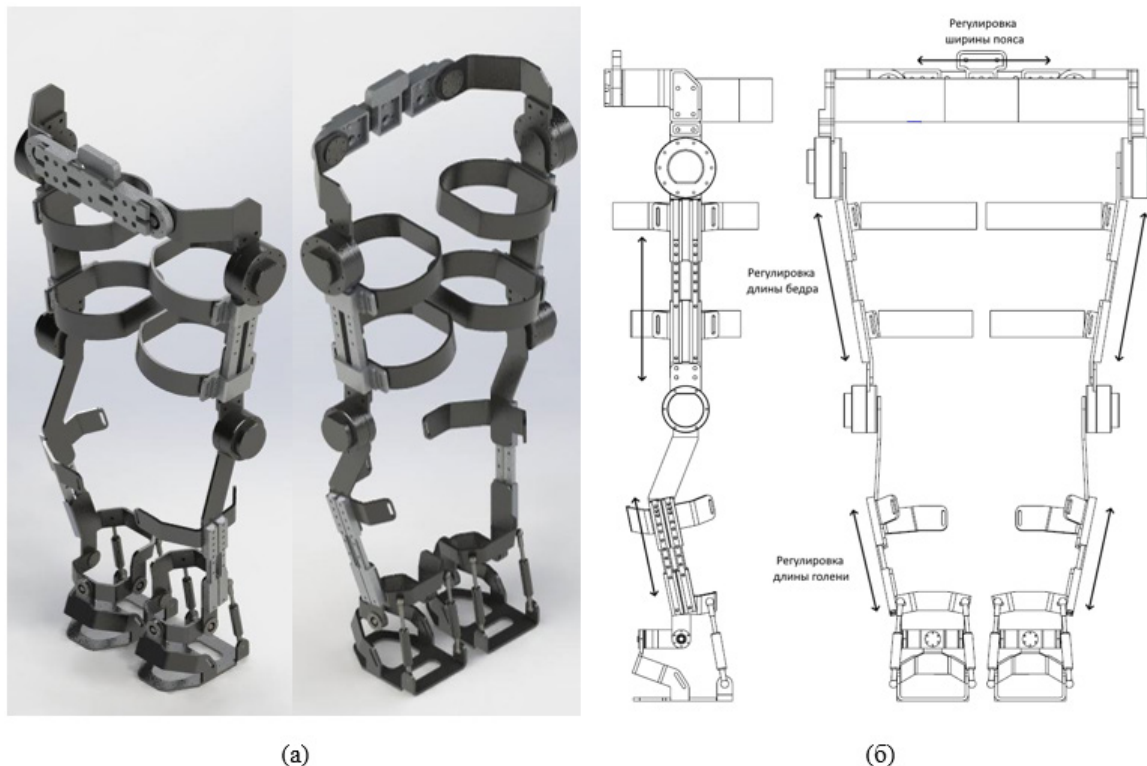 Регулировка
ширины пояса
Регулировка
длины бедра
Регулировка
длины голени
(а)
(б)